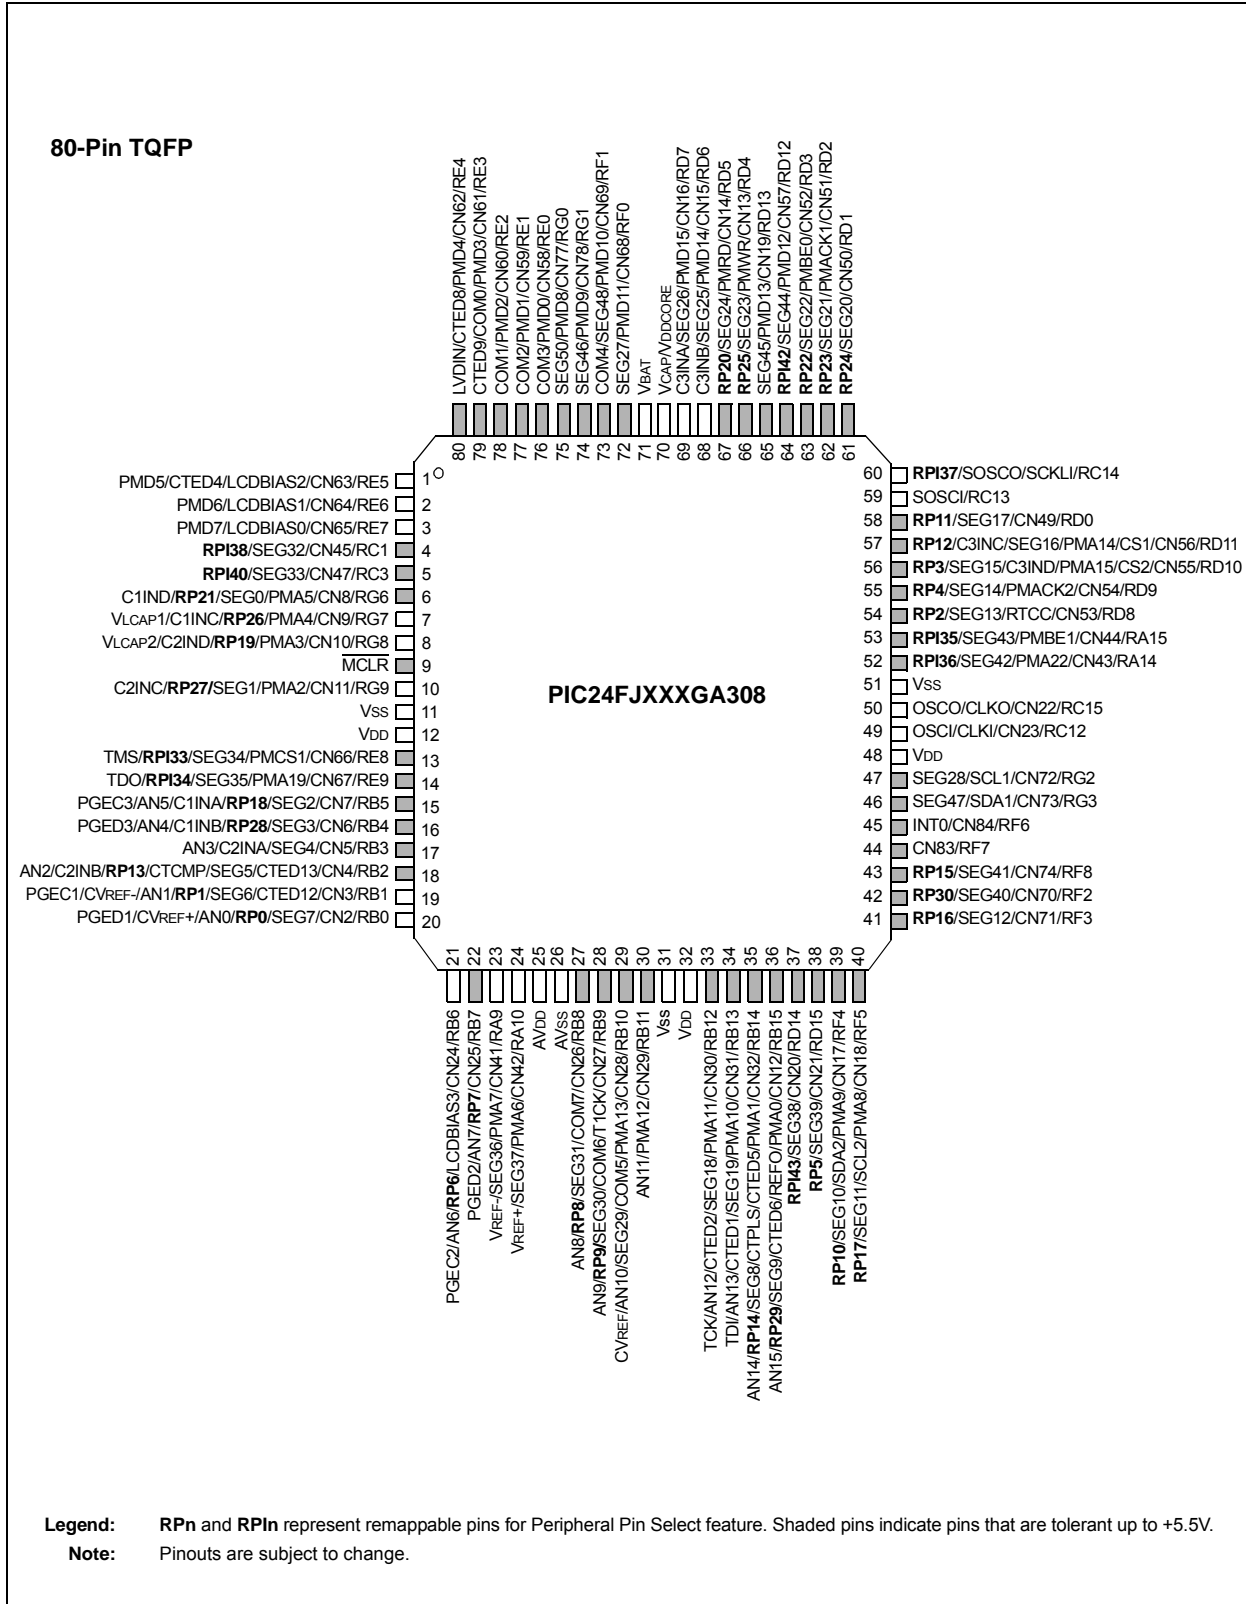 80-Pin TQFP
LVDIN/CTED8/PMD4/CN62/RE4
CTED9/COM0/PMD3/CN61/RE3
COM1/PMD2/CN60/RE2
COM2/PMD1/CN59/RE1
COM3/PMD0/CN58/RE0
SEG50/PMD8/CN77/RG0
SEG46/PMD9/CN78/RG1
COM4/SEG48/PMD10/CN69/RF1
SEG27/PMD11/CN68/RF0
VBAT
VCAP/VDDCORE
C3INA/SEG26/PMD15/CN16/RD7
C3INB/SEG25/PMD14/CN15/RD6
RP20/SEG24/PMRD/CN14/RD5
RP25/SEG23/PMWR/CN13/RD4
SEG45/PMD13/CN19/RD13
RPI42/SEG44/PMD12/CN57/RD12
RP22/SEG22/PMBE0/CN52/RD3
RP23/SEG21/PMACK1/CN51/RD2
RP24/SEG20/CN50/RD1
80 79 78 77 76 75 74 73 72 71 70 69 68 67 66 65 64 63 62 61
PMD5/CTED4/LCDBIAS2/CN63/RE5 1
PMD6/LCDBIAS1/CN64/RE6 2
PMD7/LCDBIAS0/CN65/RE7 3
RPI38/SEG32/CN45/RC1 4
RPI40/SEG33/CN47/RC3 5
C1IND/RP21/SEG0/PMA5/CN8/RG6 6
VLCAP1/C1INC/RP26/PMA4/CN9/RG7 7
VLCAP2/C2IND/RP19/PMA3/CN10/RG8 8
MCLR 9
C2INC/RP27/SEG1/PMA2/CN11/RG9 10
VSS 11
VDD 12
TMS/RPI33/SEG34/PMCS1/CN66/RE8 13
TDO/RPI34/SEG35/PMA19/CN67/RE9 14
PGEC3/AN5/C1INA/RP18/SEG2/CN7/RB5 15
PGED3/AN4/C1INB/RP28/SEG3/CN6/RB4 16
AN3/C2INA/SEG4/CN5/RB3 17
AN2/C2INB/RP13/CTCMP/SEG5/CTED13/CN4/RB2 18
PGEC1/CVREF-/AN1/RP1/SEG6/CTED12/CN3/RB1 19
PGED1/CVREF+/AN0/RP0/SEG7/CN2/RB0 20
PIC24FJXXXGA308
60 RPI37/SOSCO/SCKLI/RC14
59 SOSCI/RC13
58 RP11/SEG17/CN49/RD0
57 RP12/C3INC/SEG16/PMA14/CS1/CN56/RD11
56 RP3/SEG15/C3IND/PMA15/CS2/CN55/RD10
55 RP4/SEG14/PMACK2/CN54/RD9
54 RP2/SEG13/RTCC/CN53/RD8
53 RPI35/SEG43/PMBE1/CN44/RA15
52 RPI36/SEG42/PMA22/CN43/RA14
51 VSS
50 OSCO/CLKO/CN22/RC15
49 OSCI/CLKI/CN23/RC12
48 VDD
47 SEG28/SCL1/CN72/RG2
46 SEG47/SDA1/CN73/RG3
45 INT0/CN84/RF6
44 CN83/RF7
43 RP15/SEG41/CN74/RF8
42 RP30/SEG40/CN70/RF2
41 RP16/SEG12/CN71/RF3
21 22 23 24 25 26 27 28 29 30 31 32 33 34 35 36 37 38 39 40
PGEC2/AN6/RP6/LCDBIAS3/CN24/RB6
PGED2/AN7/RP7/CN25/RB7
VREF-/SEG36/PMA7/CN41/RA9
VREF+/SEG37/PMA6/CN42/RA10
AVDD
AVSS
AN8/RP8/SEG31/COM7/CN26/RB8
AN9/RP9/SEG30/COM6/T1CK/CN27/RB9
CVREF/AN10/SEG29/COM5/PMA13/CN28/RB10
AN11/PMA12/CN29/RB11
Vss
VDD
TCK/AN12/CTED2/SEG18/PMA11/CN30/RB12
TDI/AN13/CTED1/SEG19/PMA10/CN31/RB13
AN14/RP14/SEG8/CTPLS/CTED5/PMA1/CN32/RB14
AN15/RP29/SEG9/CTED6/REFO/PMA0/CN12/RB15
RPI43/SEG38/CN20/RD14
RP5/SEG39/CN21/RD15
RP10/SEG10/SDA2/PMA9/CN17/RF4
RP17/SEG11/SCL2/PMA8/CN18/RF5
Legend: RPn and RPIn represent remappable pins for Peripheral Pin Select feature. Shaded pins indicate pins that are tolerant up to +5.5V.
Note: Pinouts are subject to change.